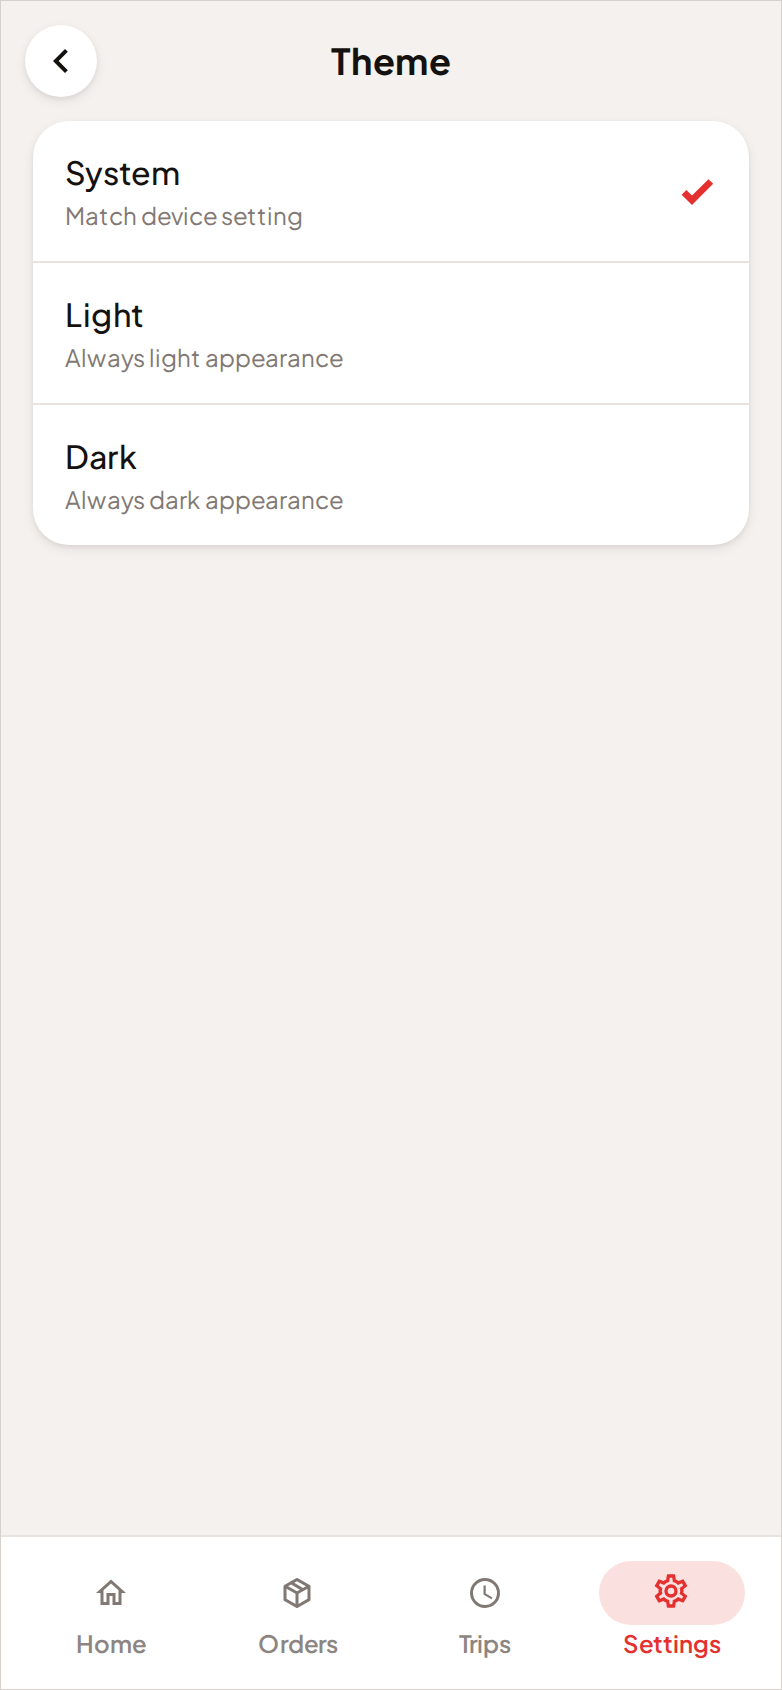 Theme
System
Match device setting
Light
Always light appearance
Dark
Always dark appearance
Home
Orders
Trips
Settings